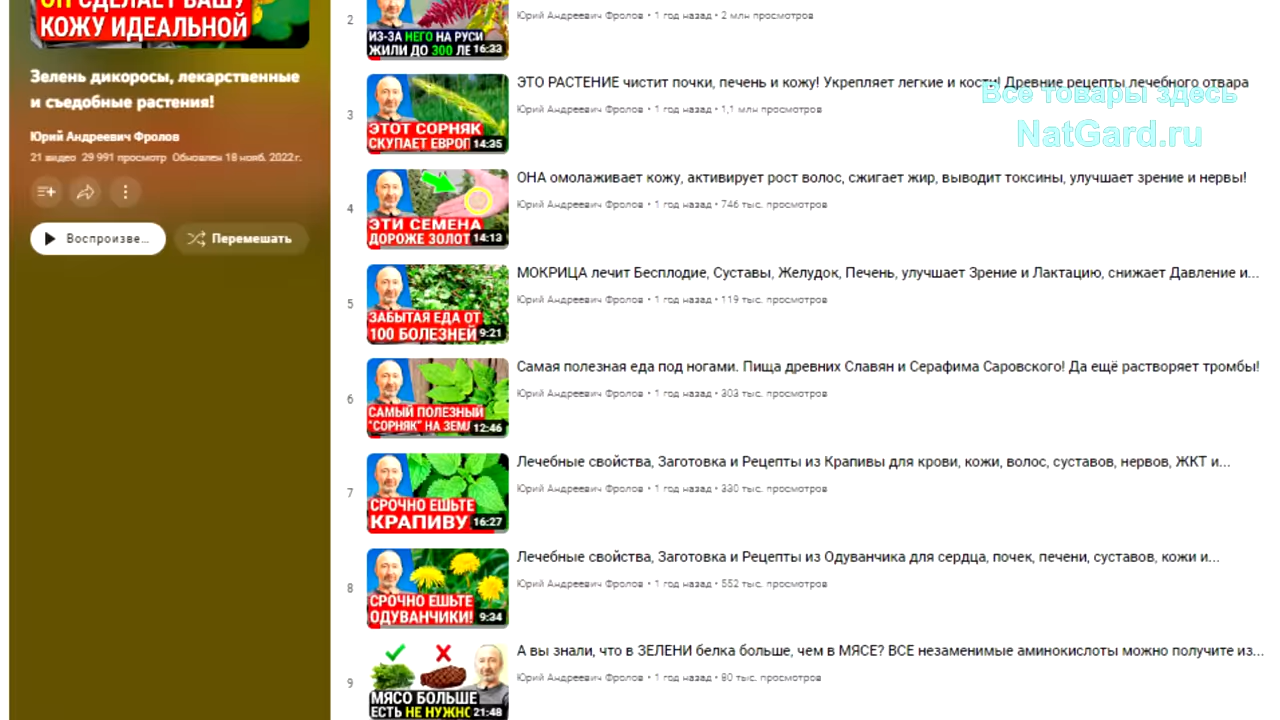 ОН СДЕЛАЕТ ВАШУ
КОЖУ ИДЕАЛЬНОЙ
Зелень дикоросы, лекарственные
и съедобные растения!
Юрий Андреевич Фролов
21 видео 29 991 просмотр Обновлен 18 нояб. 2022 г.
Воспроизве...
Перемешать
2
ИЗ-ЗА НЕГО НА РУСИ
ЖИЛИ ДО 300 ЛЕ
16:33
Юрий Андреевич Фролов • 1 год назад • 2 млн просмотров
3
ЭТОТ СОРНЯК
СКУПАЕТ ЕВРОП
14:35
ЭТО РАСТЕНИЕ чистит почки, печень и кожу! Укрепляет легкие и кости! Древние рецепты лечебного отвара
Юрий Андреевич Фролов • 1 год назад • 1,1 млн просмотров
Все товары здесь
NatGard.ru
4
ЭТИ СЕМЕНА
ДОРОЖЕ ЗОЛОТ
14:13
ОНА омолаживает кожу, активирует рост волос, сжигает жир, выводит токсины, улучшает зрение и нервы!
Юрий Андреевич Фролов • 1 год назад • 746 тыс. просмотров
5
ЗАБЫТАЯ ЕДА ОТ
100 БОЛЕЗНЕЙ
9:21
МОКРИЦА лечит Бесплодие, Суставы, Желудок, Печень, улучшает Зрение и Лактацию, снижает Давление и...
Юрий Андреевич Фролов • 1 год назад • 119 тыс. просмотров
6
САМЫЙ ПОЛЕЗНЫЙ
"СОРНЯК" НА ЗЕМЛ
12:46
Самая полезная еда под ногами. Пища древних Славян и Серафима Саровского! Да ещё растворяет тромбы!
Юрий Андреевич Фролов • 1 год назад • 303 тыс. просмотров
7
СРОЧНО ЕШЬТЕ
КРАПИВУ
16:27
Лечебные свойства, Заготовка и Рецепты из Крапивы для крови, кожи, волос, суставов, нервов, ЖКТ и...
Юрий Андреевич Фролов • 1 год назад • 330 тыс. просмотров
8
СРОЧНО ЕШЬТЕ
ОДУВАНЧИКИ!
9:34
Лечебные свойства, Заготовка и Рецепты из Одуванчика для сердца, почек, печени, суставов, кожи и...
Юрий Андреевич Фролов • 1 год назад • 552 тыс. просмотров
9
МЯСО БОЛЬШЕ
ЕСТЬ НЕ НУЖНО
21:48
А вы знали, что в ЗЕЛЕНИ белка больше, чем в МЯСЕ? ВСЕ незаменимые аминокислоты можно получите из...
Юрий Андреевич Фролов • 1 год назад • 80 тыс. просмотров